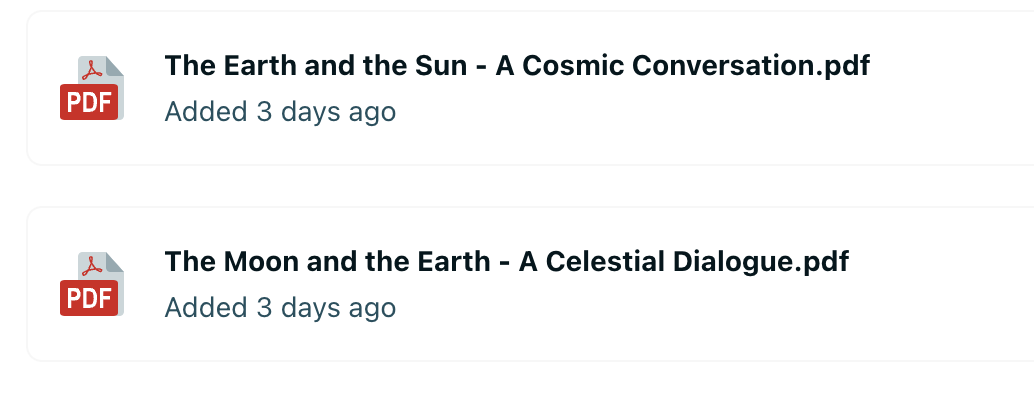 PDF
The Earth and the Sun - A Cosmic Conversation.pdf
Added 3 days ago
PDF
The Moon and the Earth - A Celestial Dialogue.pdf
Added 3 days ago